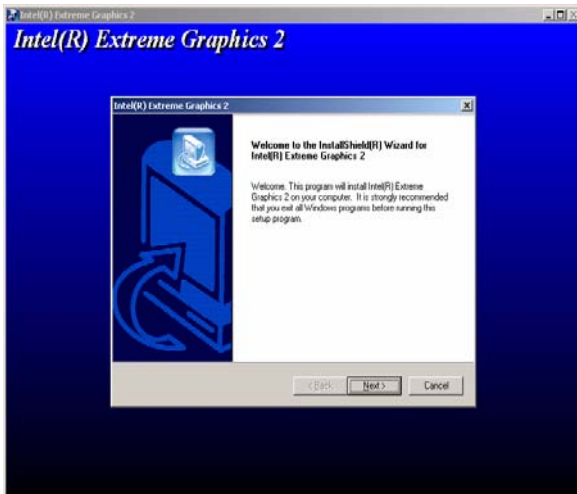 Intel(R) Extreme Graphics 2
Intel(R) Extreme Graphics 2
Intel(R) Extreme Graphics 2
Welcome to the InstallShield(R) Wizard for
Intel(R) Extreme Graphics 2
Welcome. This program will install Intel(R) Extreme
Graphics 2 on your computer. It is strongly recommended
that you exit all Windows programs before running this
setup program.
< Back
Next >
Cancel